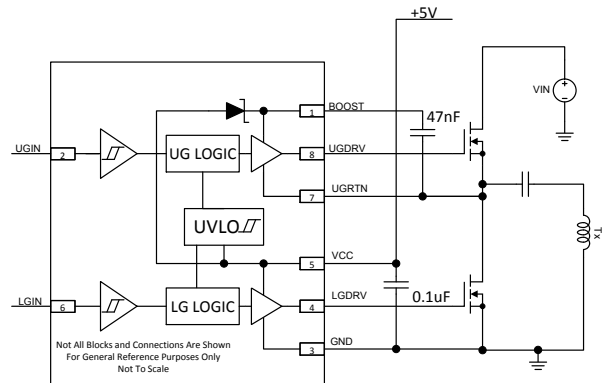 +5V
BOOST
1
47nF
VIN
UGIN
2
UG LOGIC
8
UGDRV
7
UGRTN
UVLO
5
VCC
LGIN
6
LG LOGIC
4
LGDRV
0.1uF
Tx
3
GND
Not All Blocks and Connections Are Shown
For General Reference Purposes Only
Not To Scale